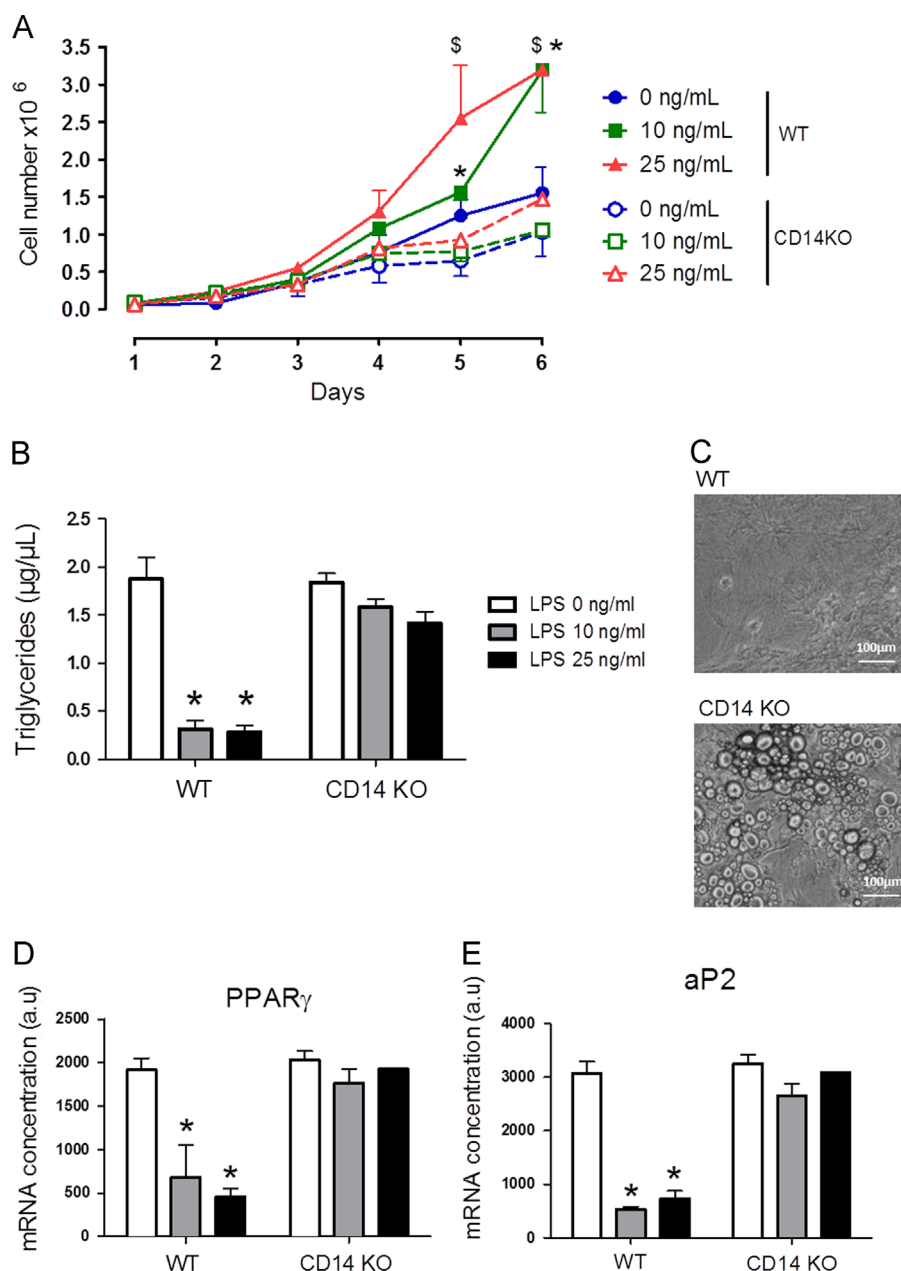 A
$
$ *
*
3.5
3.0
2.5
2.0
1.5
1.0
0.5
0.0
Cell number x10 6
1 2 3 4 5 6
Days
0 ng/mL
10 ng/mL
25 ng/mL
WT
0 ng/mL
10 ng/mL
25 ng/mL
CD14KO
B
2.5
2.0
1.5
1.0
0.5
0.0
Triglycerides (µg/µL)
* *
WT CD14 KO
LPS 0 ng/ml
LPS 10 ng/ml
LPS 25 ng/ml
C
WT
100µm
CD14 KO
100µm
D
PPARγ
2500
2000
1500
1000
500
0
mRNA concentration (a.u)
* *
WT CD14 KO
E
aP2
4000
3000
2000
1000
0
mRNA concentration (a.u)
* *
WT CD14 KO